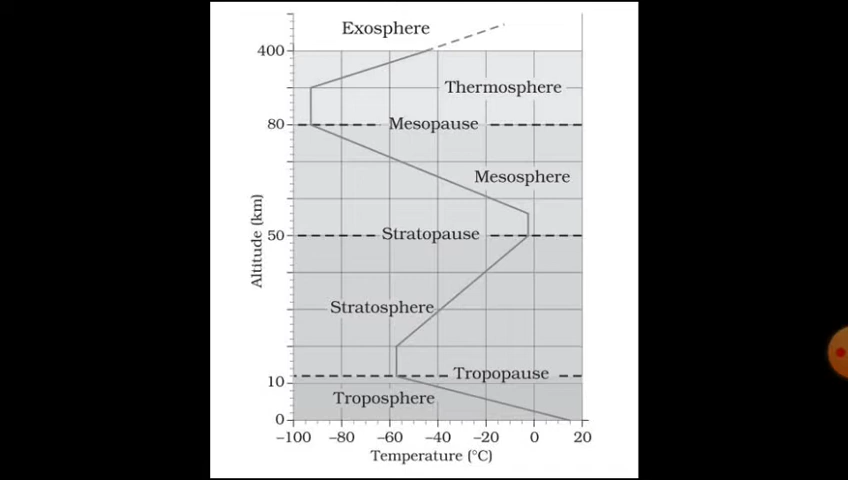 Exosphere
400
Thermosphere
80
Mesopause
Mesosphere
Altitude (km)
50
Stratopause
Stratosphere
Tropopause
10
Troposphere
0
−100 −80 −60 −40 −20 0 20
Temperature (°C)